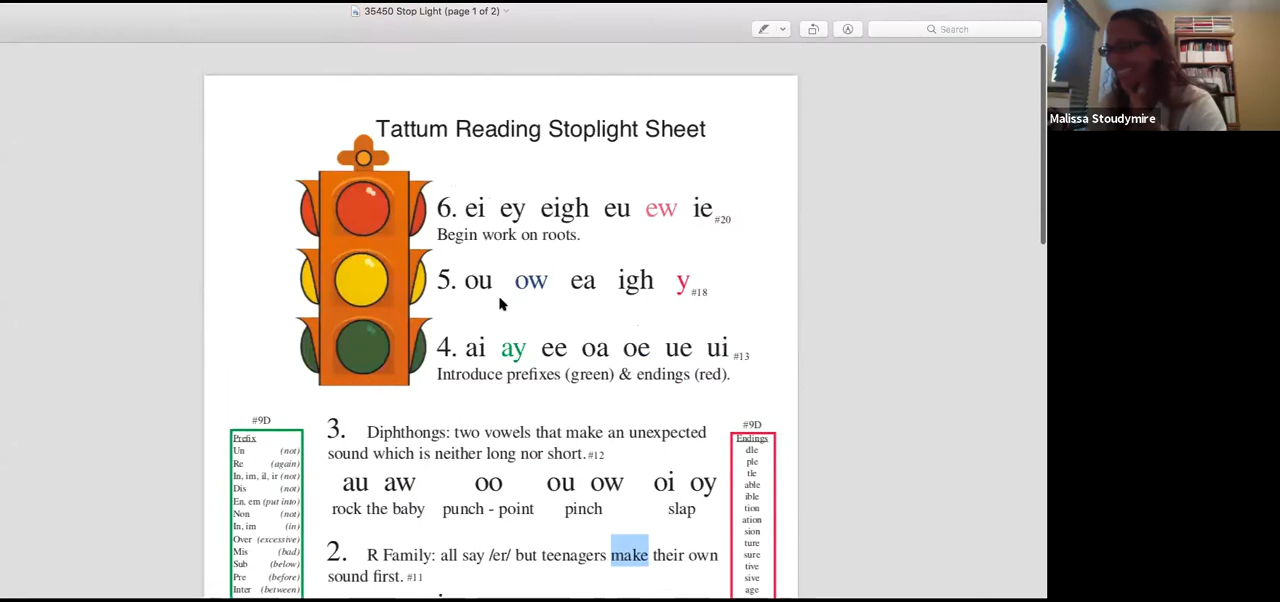 35450 Stop Light (page 1 of 2)
Search
Malissa Stoudymire
Tattum Reading Stoplight Sheet
6. ei ey eigh eu ew ie #20
Begin work on roots.
5. ou ow ea igh y #18
4. ai ay ee oa oe ue ui #13
Introduce prefixes (green) & endings (red).
#9D
Prefix
Un (not)
Re (again)
In, im, il, ir (not)
Dis (not)
En, em (put into)
Non (not)
In, im (in)
Over (excessive)
Mis (bad)
Sub (below)
Pre (before)
Inter (between)
3. Diphthongs: two vowels that make an unexpected
sound which is neither long nor short. #12
au aw oo ou ow oi oy
rock the baby punch - point pinch slap
2. R Family: all say /er/ but teenagers make their own
sound first. #11
#9D
Endings
dle
ple
tle
able
ible
tion
ation
sion
ture
sure
tive
sive
age